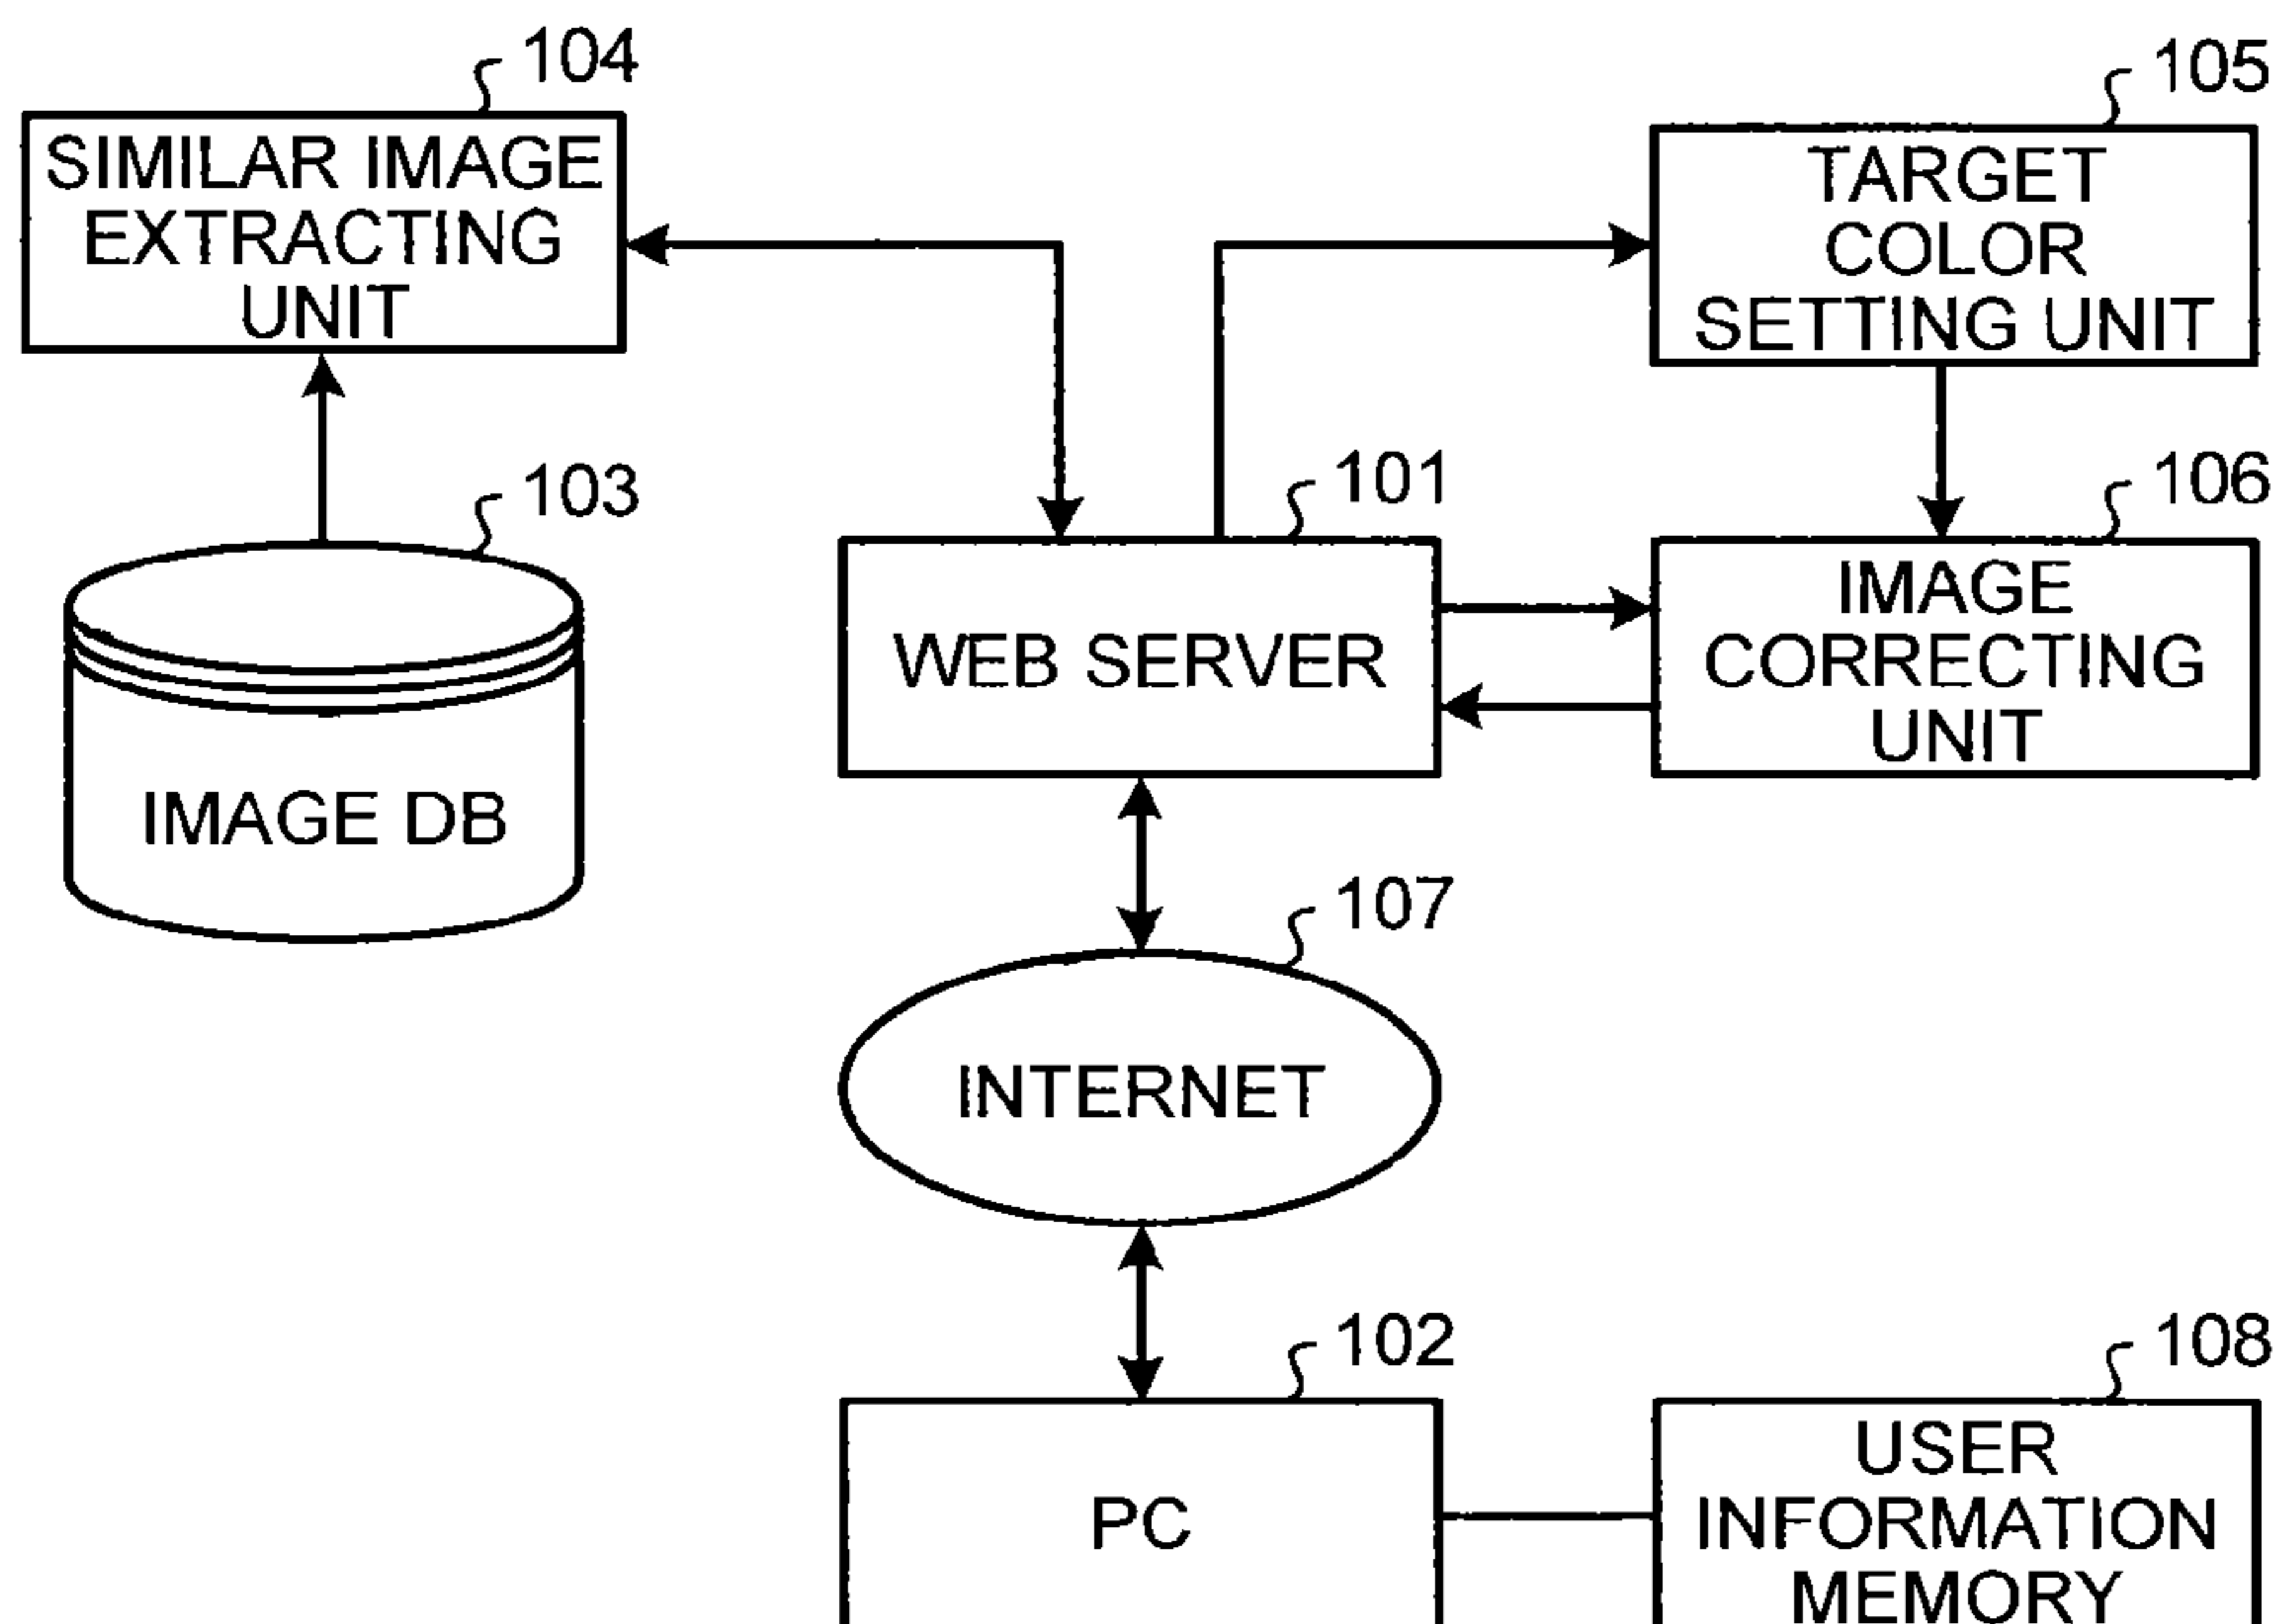 104
SIMILAR IMAGE
EXTRACTING
UNIT
105
TARGET
COLOR
SETTING UNIT
103
IMAGE DB
101
WEB SERVER
106
IMAGE
CORRECTING
UNIT
107
INTERNET
102
PC
108
USER
INFORMATION
MEMORY